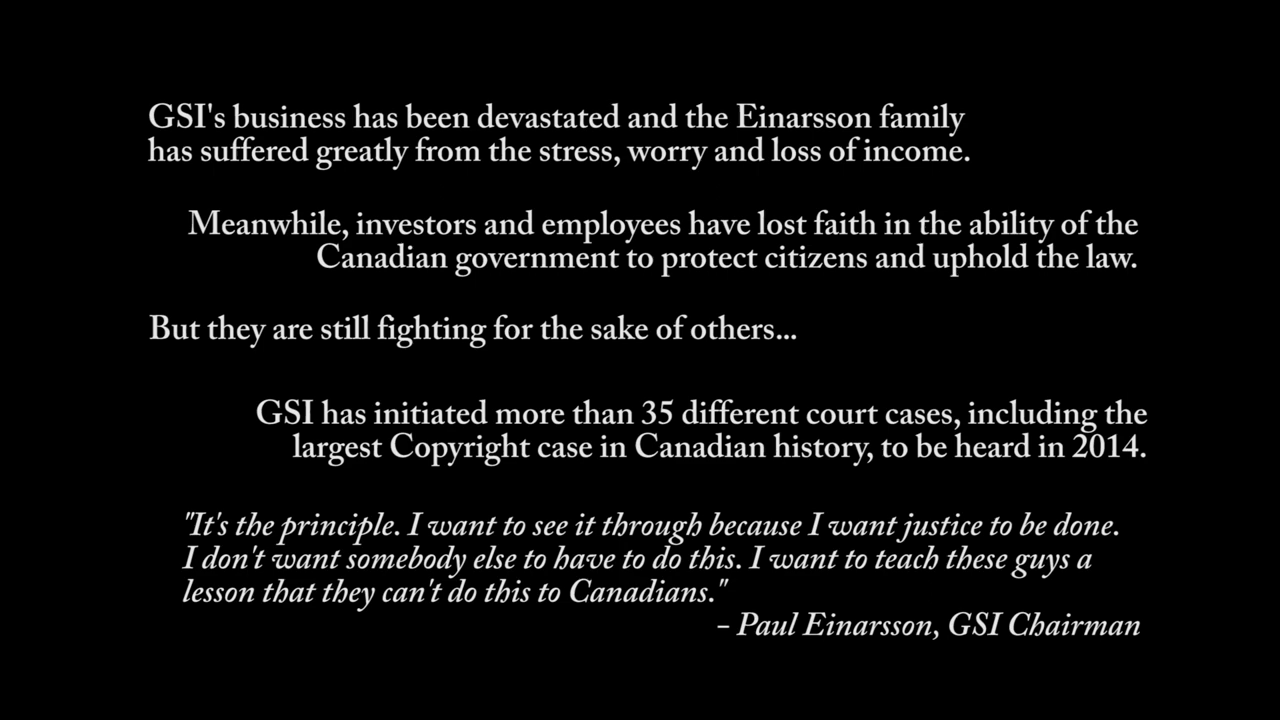 GSI's business has been devastated and the Einarsson family
has suffered greatly from the stress, worry and loss of income.
Meanwhile, investors and employees have lost faith in the ability of the
Canadian government to protect citizens and uphold the law.
But they are still fighting for the sake of others...
GSI has initiated more than 35 different court cases, including the
largest Copyright case in Canadian history, to be heard in 2014.
"It's the principle. I want to see it through because I want justice to be done.
I don't want somebody else to have to do this. I want to teach these guys a
lesson that they can't do this to Canadians."
– Paul Einarsson, GSI Chairman